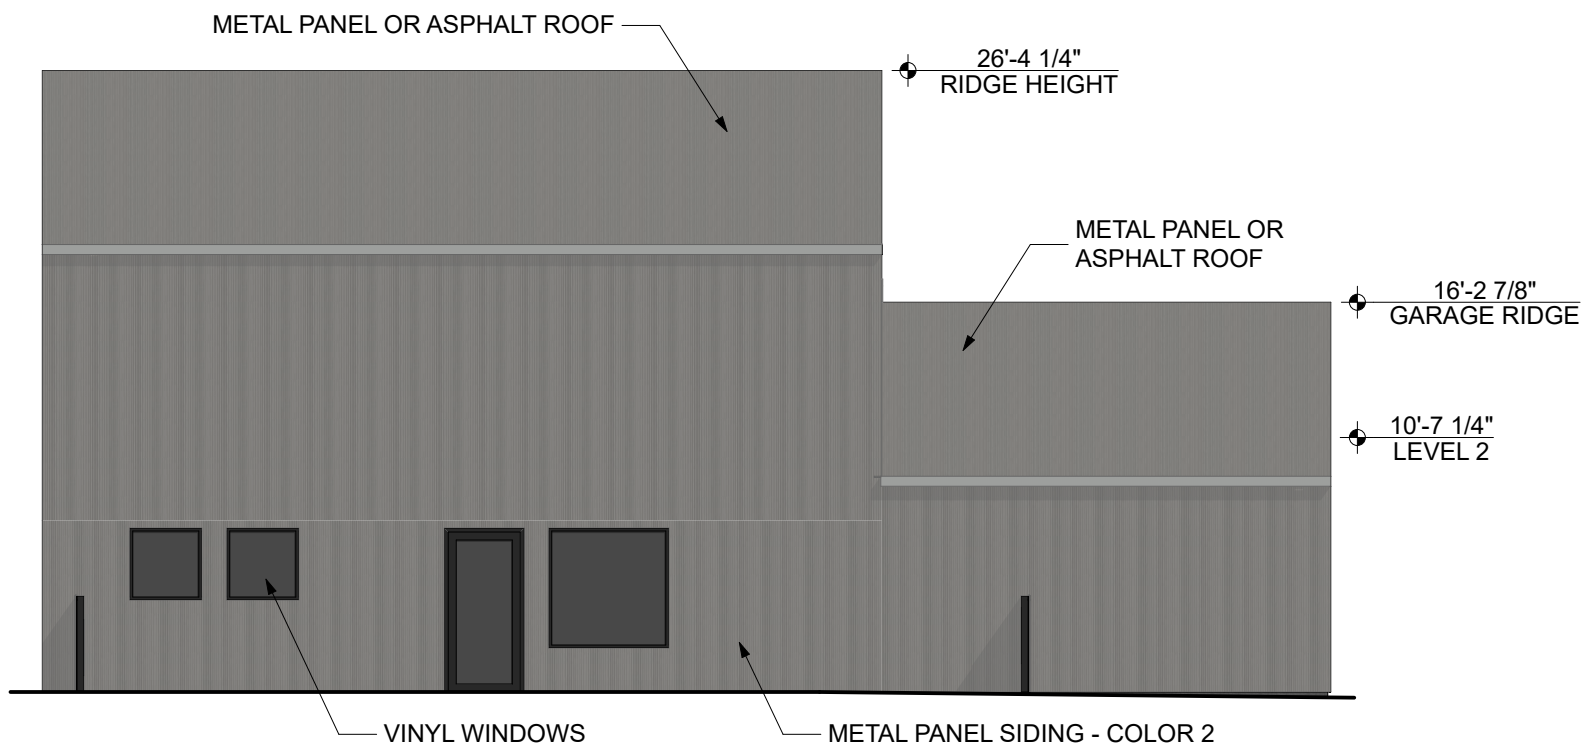 METAL PANEL OR ASPHALT ROOF
26'-4 1/4"
RIDGE HEIGHT
METAL PANEL OR
ASPHALT ROOF
16'-2 7/8"
GARAGE RIDGE
10'-7 1/4"
LEVEL 2
VINYL WINDOWS
METAL PANEL SIDING - COLOR 2